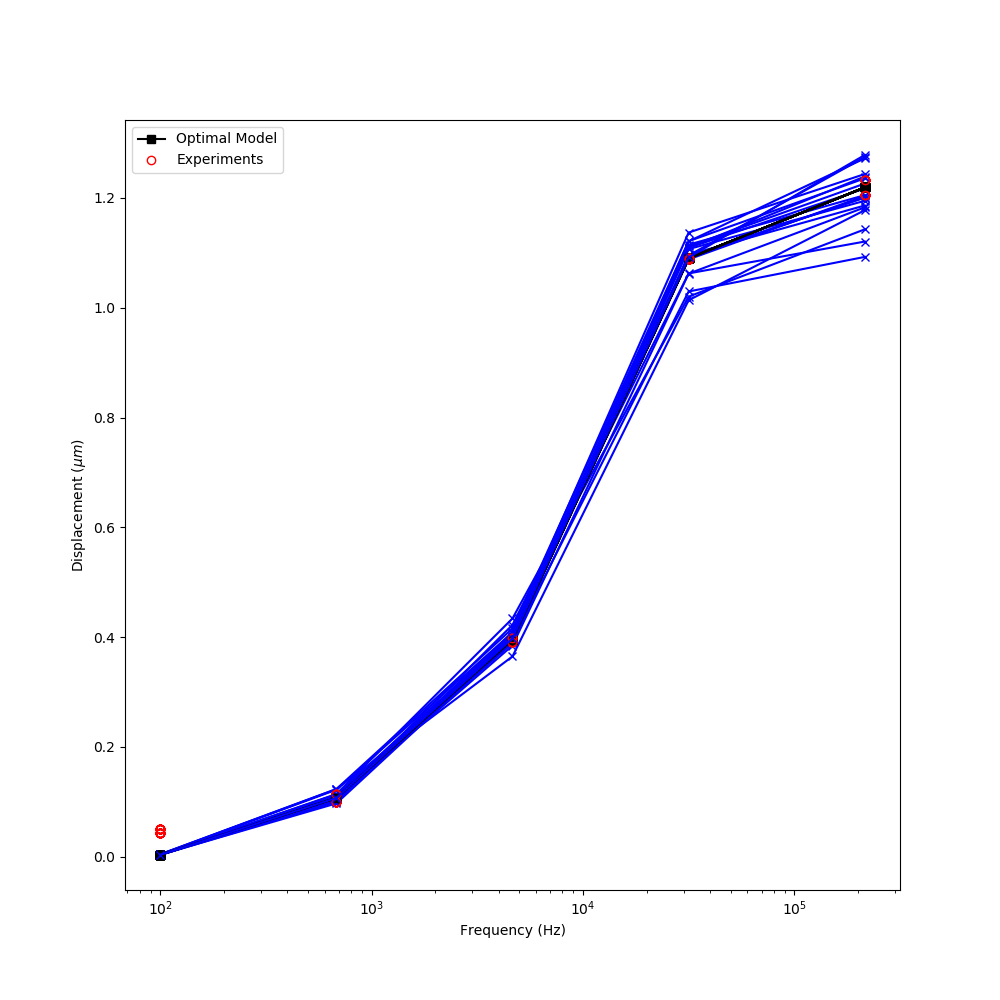 Optimal Model
Experiments
1.2
1.0
0.8
0.6
0.4
0.2
0.0
Displacement (μm)
10²
10³
10⁴
10⁵
Frequency (Hz)